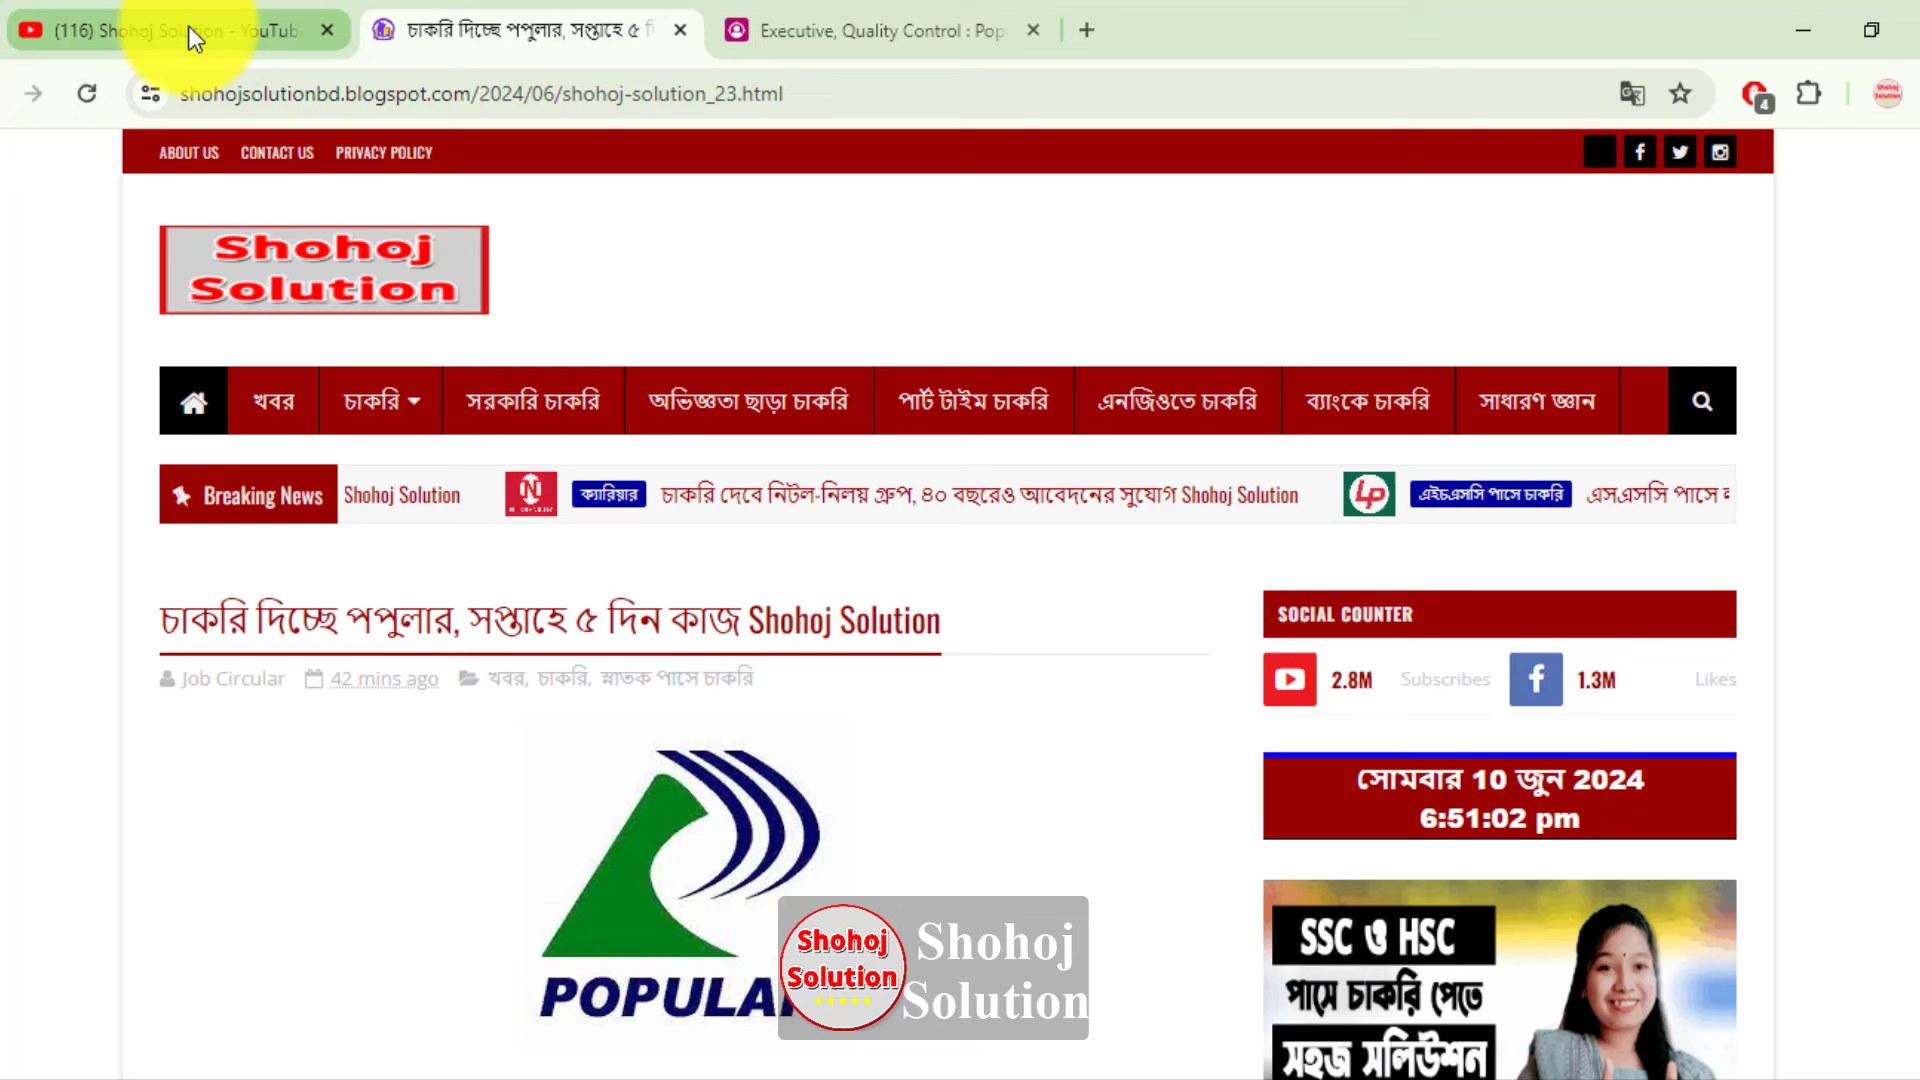 (116) Shohoj Solution - YouTub
চাকরি দিচ্ছে পপুলার, সপ্তাহে ৫ দি
Executive, Quality Control : Pop
shohojsolutionbd.blogspot.com/2024/06/shohoj-solution_23.html
4
ABOUT US CONTACT US PRIVACY POLICY
Shohoj
Solution
খবর চাকরি সরকারি চাকরি অভিজ্ঞতা ছাড়া চাকরি পার্ট টাইম চাকরি এনজিওতে চাকরি ব্যাংকে চাকরি সাধারণ জ্ঞান
Breaking News Shohoj Solution ক্যারিয়ার চাকরি দেবে নিটল-নিলয় গ্রুপ, ৪০ বছরেও আবেদনের সুযোগ Shohoj Solution এইচএসসি পাসে চাকরি এসএসসি পাসে
চাকরি দিচ্ছে পপুলার, সপ্তাহে ৫ দিন কাজ Shohoj Solution
Job Circular 42 mins ago খবর, চাকরি, স্নাতক পাসে চাকরি
SOCIAL COUNTER
2.8M Subscribes 1.3M Likes
সোমবার 10 জুন 2024
6:51:02 pm
POPULA
Shohoj
Solution
Shohoj
Solution
SSC ও HSC
পাসে চাকরি পেতে
সহজ সলিউশন